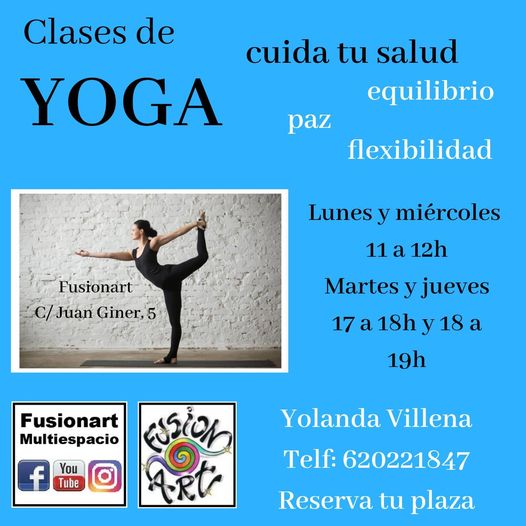 Clases de
YOGA
cuida tu salud
equilibrio
paz
flexibilidad
Fusionart
C/ Juan Giner, 5
Lunes y miércoles
11 a 12h
Martes y jueves
17 a 18h y 18 a
19h
Fusionart
Multiespacio
f
You
Tube
FUSION
ART
Yolanda Villena
Telf: 620221847
Reserva tu plaza